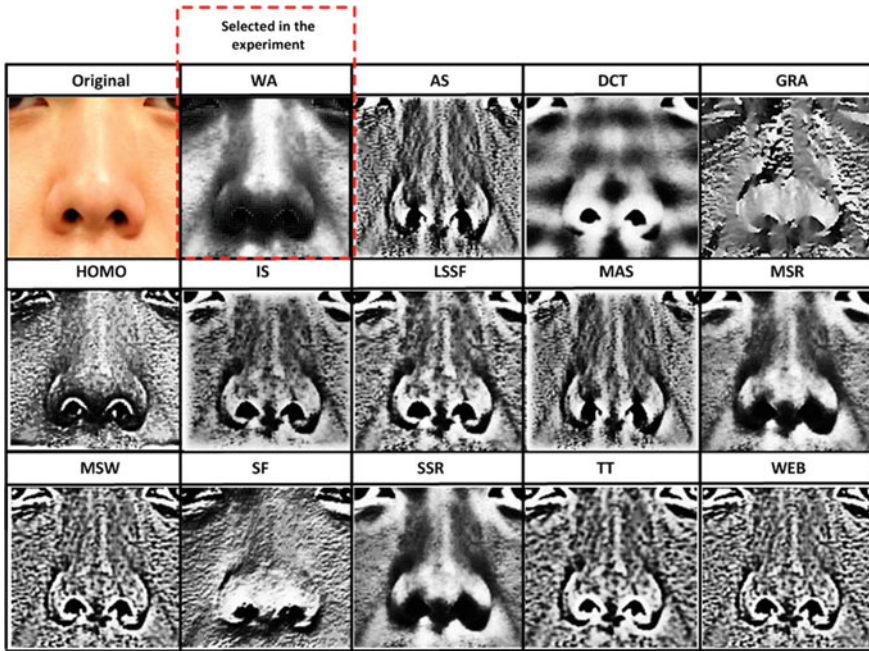 Selected in the
experiment
Original WA AS DCT GRA
HOMO IS LSSF MAS MSR
MSW SF SSR TT WEB